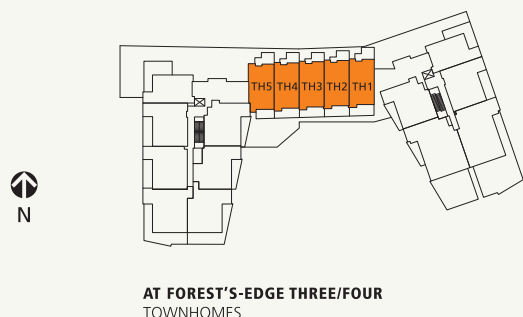 TH5 TH4 TH3 TH2 TH1
N
AT FOREST'S-EDGE THREE/FOUR
TOWNHOMES